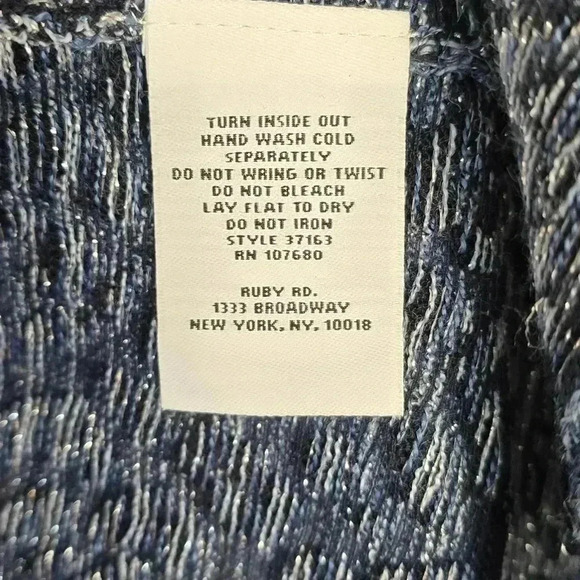 TURN INSIDE OUT
HAND WASH COLD
SEPARATELY
DO NOT WRING OR TWIST
DO NOT BLEACH
LAY FLAT TO DRY
DO NOT IRON
STYLE 37163
RN 107680
RUBY RD.
1333 BROADWAY
NEW YORK, NY, 10018